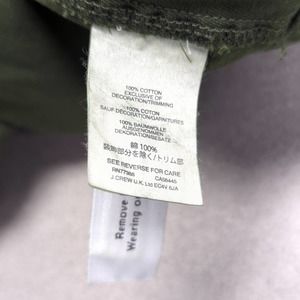 100% COTTON
EXCLUSIVE OF
DECORATION/TRIMMING
100% COTON
SAUF DECORATION/GARNITURES
100% BAUMWOLLE
AUSGENOMMEN
DEKORATION/BESATZ
綿 100%
装飾部分を除く/トリム部
SEE REVERSE FOR CARE
CA56445
J.CREW U.K. Ltd EC4V 6JA
Remove
Wearing o